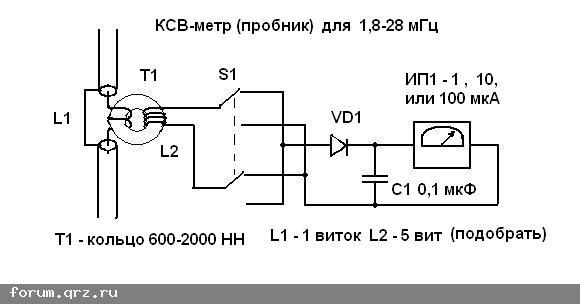 КСВ-метр (пробник) для 1,8-28 мГц
T1
S1
ИП1 - 1 , 10,
или 100 мкА
L1
VD1
L2
C1 0,1 мкФ
T1 - кольцо 600-2000 НН
L1 - 1 виток L2 - 5 вит (подобрать)
forum.qrz.ru